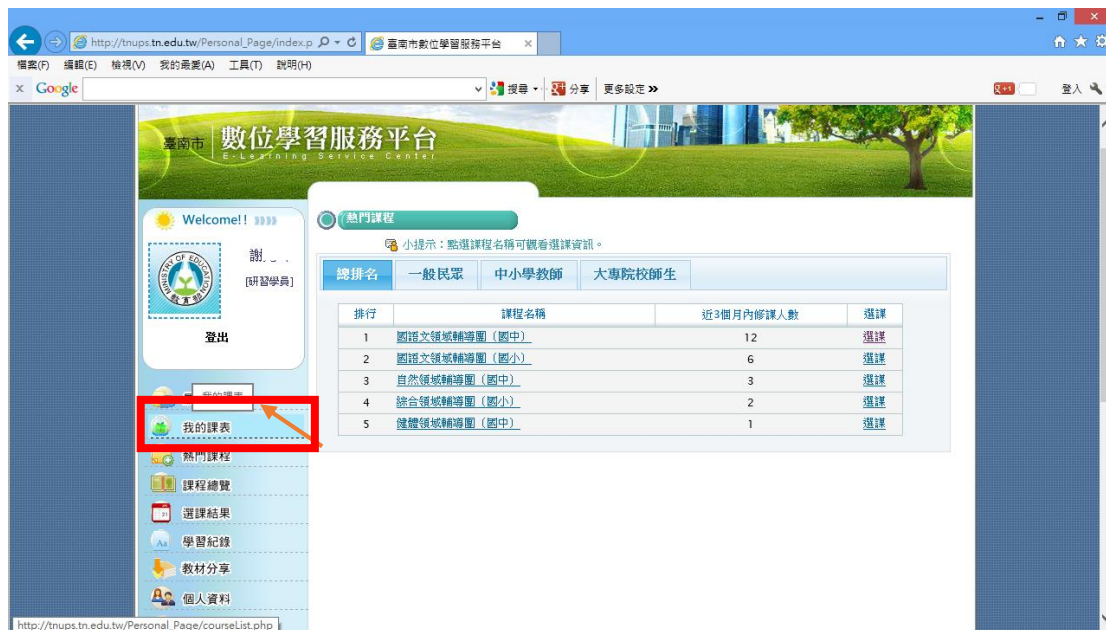 http://tnups.tn.edu.tw/Personal_Page/index.p
臺南市數位學習服務平台
檔案(F) 編輯(E) 檢視(V) 我的最愛(A) 工具(T) 說明(H)
x Google 搜尋 分享 更多設定 »
g+1 登入
臺南市 數位學習服務平台
E-Learning Service Center
Welcome!!
熱門課程
小提示：點選課程名稱可觀看選課資訊。
謝
[研習學員]
登出
總排名 一般民眾 中小學教師 大專院校師生
排行 課程名稱 近3個月內修課人數 選課
1 國語文領域輔導團（國中） 12 選課
2 國語文領域輔導團（國小） 6 選課
3 自然領域輔導團（國中） 3 選課
4 綜合領域輔導團（國小） 2 選課
5 健體領域輔導團（國中） 1 選課
我的課表
我的課表
熱門課程
課程總覽
選課結果
學習紀錄
教材分享
個人資料
http://tnups.tn.edu.tw/Personal_Page/courseList.php